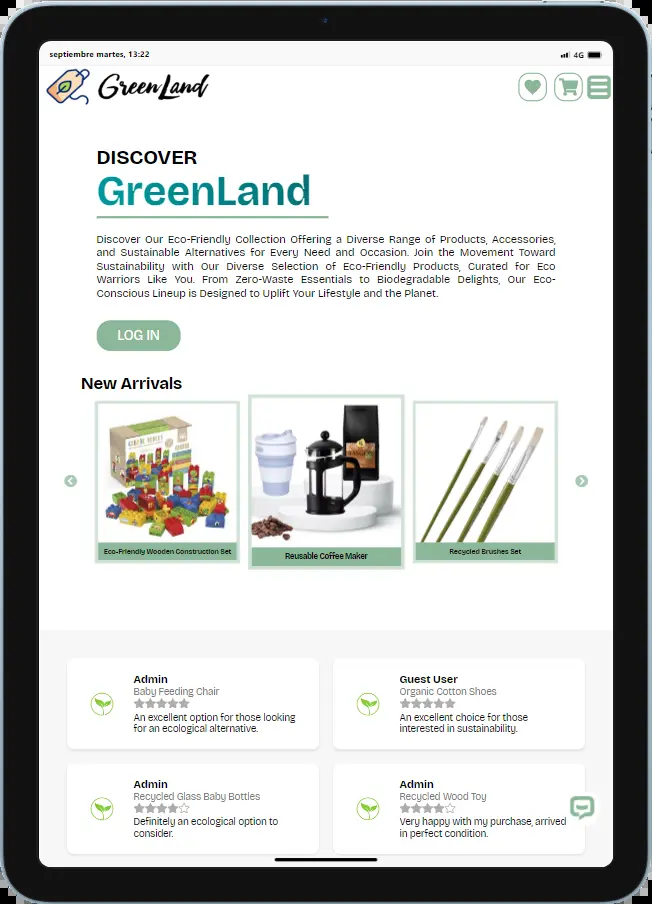 septiembre martes, 13:22
4G
GreenLand
DISCOVER
GreenLand
Discover Our Eco-Friendly Collection Offering a Diverse Range of Products, Accessories,
and Sustainable Alternatives for Every Need and Occasion. Join the Movement Toward
Sustainability with Our Diverse Selection of Eco-Friendly Products, Curated for Eco
Warriors Like You. From Zero-Waste Essentials to Biodegradable Delights, Our Eco-
Conscious Lineup is Designed to Uplift Your Lifestyle and the Planet.
LOG IN
New Arrivals
Eco-Friendly Wooden Construction Set
Reusable Coffee Maker
Recycled Brushes Set
Admin
Baby Feeding Chair
An excellent option for those looking
for an ecological alternative.
Guest User
Organic Cotton Shoes
An excellent choice for those
interested in sustainability.
Admin
Recycled Glass Baby Bottles
Definitely an ecological option to
consider.
Admin
Recycled Wood Toy
Very happy with my purchase, arrived
in perfect condition.